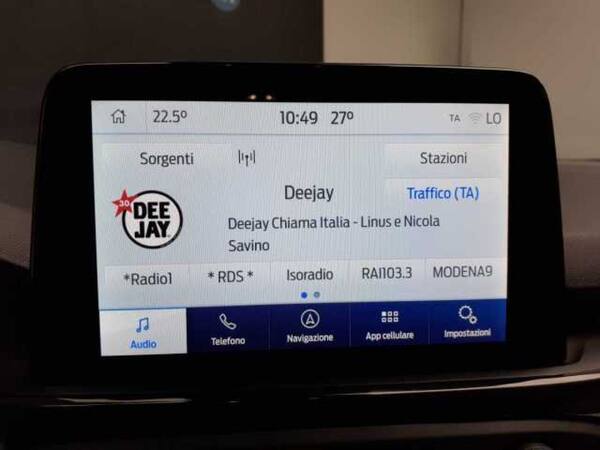 22.5° 10:49 27° TA LO
Sorgenti Stazioni
Deejay Traffico (TA)
30
DEE
JAY
Deejay Chiama Italia - Linus e Nicola
Savino
*Radio1 * RDS * Isoradio RAI103.3 MODENA9
Audio Telefono Navigazione App cellulare Impostazioni